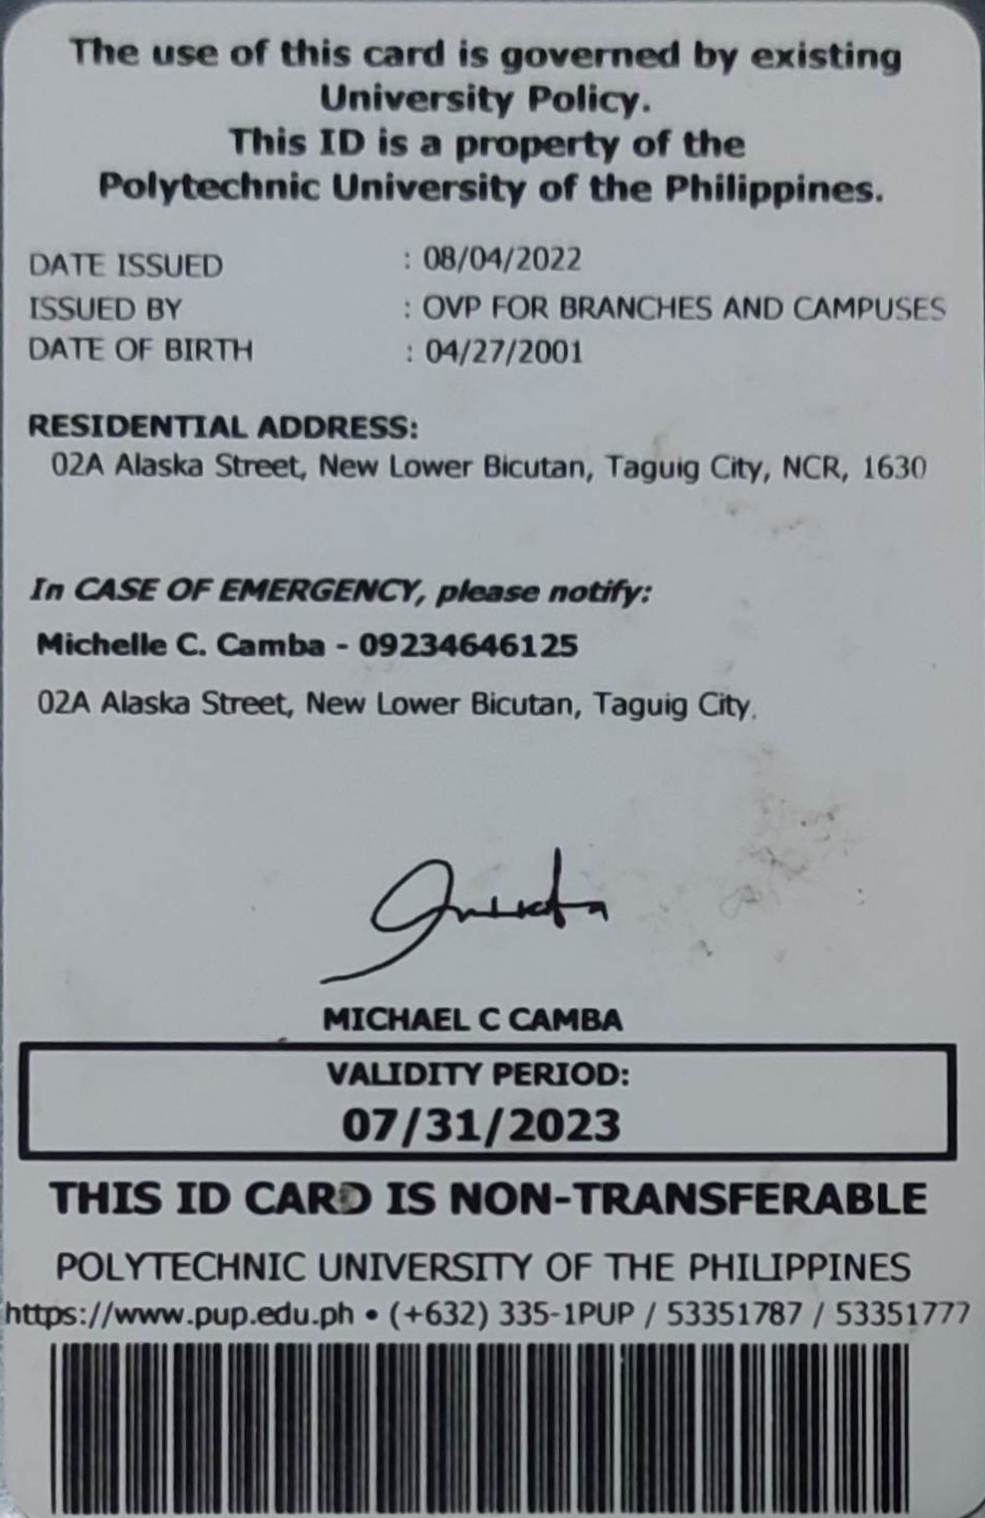 The use of this card is governed by existing
University Policy.
This ID is a property of the
Polytechnic University of the Philippines.
DATE ISSUED : 08/04/2022
ISSUED BY : OVP FOR BRANCHES AND CAMPUSES
DATE OF BIRTH : 04/27/2001
RESIDENTIAL ADDRESS:
02A Alaska Street, New Lower Bicutan, Taguig City, NCR, 1630
In CASE OF EMERGENCY, please notify:
Michelle C. Camba - 09234646125
02A Alaska Street, New Lower Bicutan, Taguig City.
MICHAEL C CAMBA
VALIDITY PERIOD:
07/31/2023
THIS ID CARD IS NON-TRANSFERABLE
POLYTECHNIC UNIVERSITY OF THE PHILIPPINES
https://www.pup.edu.ph • (+632) 335-1PUP / 53351787 / 53351777